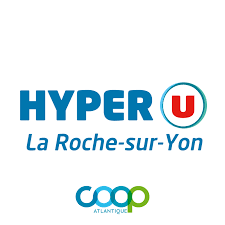 HYPER U
La Roche-sur-Yon
coop
ATLANTIQUE